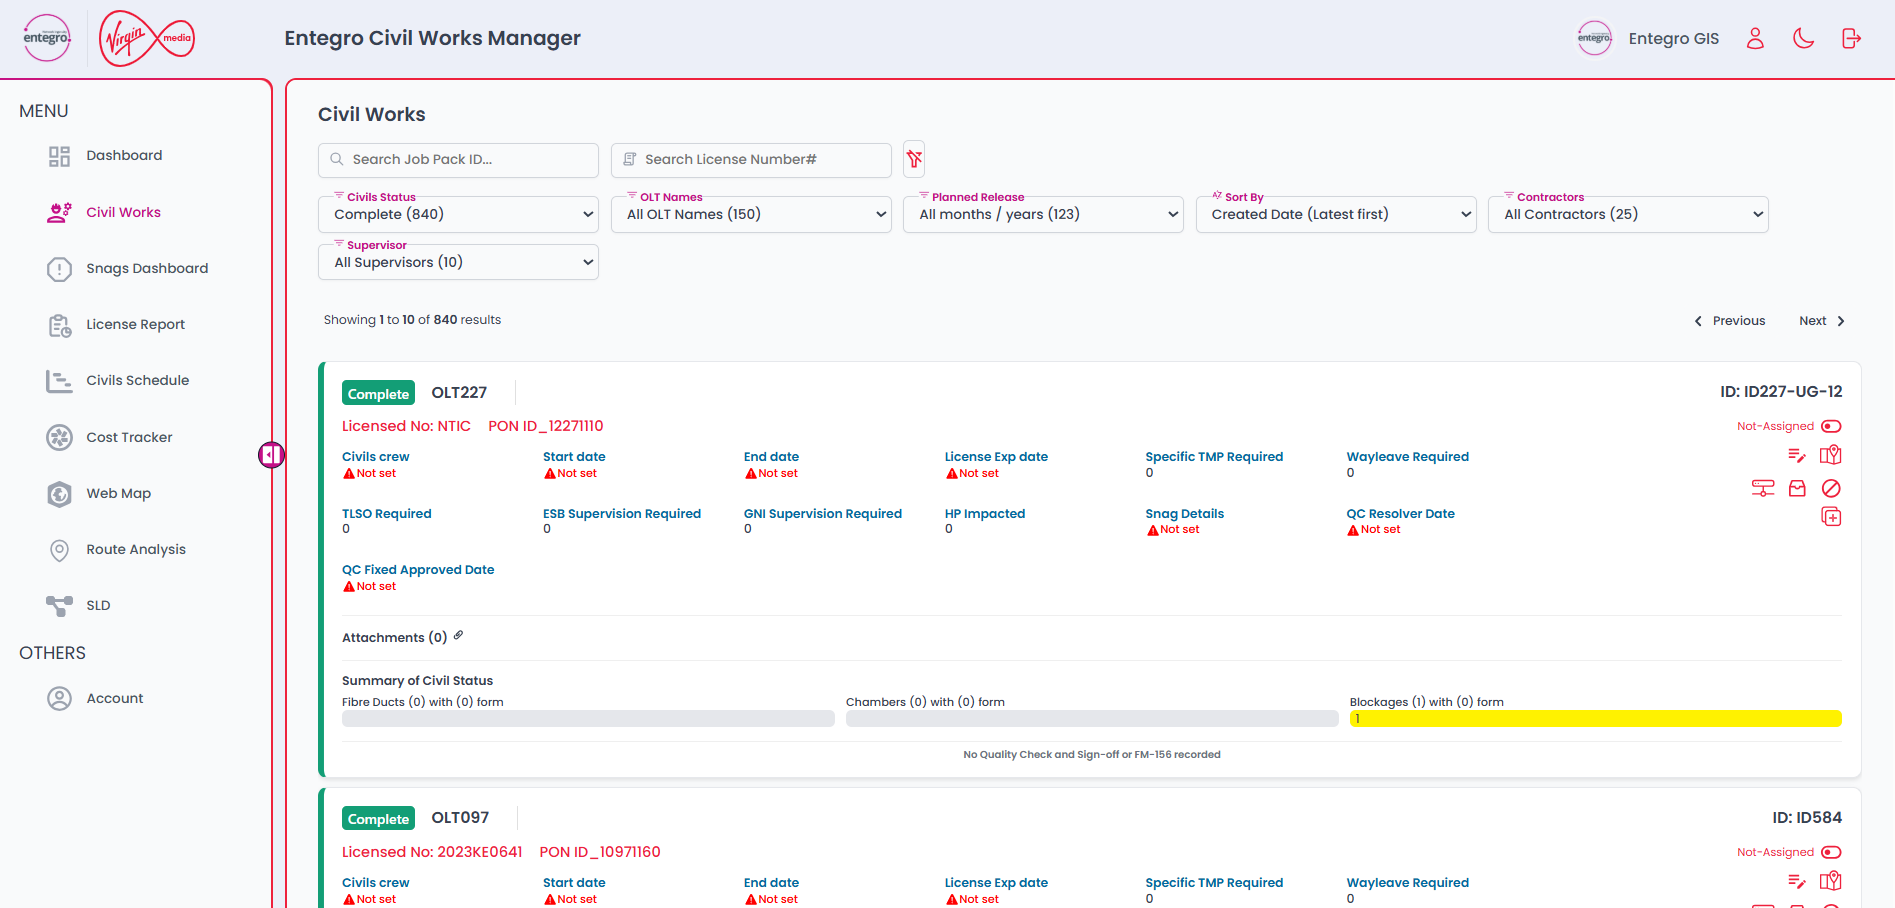 entegro
Virgin media
Entegro Civil Works Manager
entegro
Entegro GIS
MENU
Dashboard
Civil Works
Snags Dashboard
License Report
Civils Schedule
Cost Tracker
Web Map
Route Analysis
SLD
OTHERS
Account
Civil Works
Search Job Pack ID...
Search License Number#
Civils Status
Complete (840)
OLT Names
All OLT Names (150)
Planned Release
All months / years (123)
Sort By
Created Date (Latest first)
Contractors
All Contractors (25)
Supervisor
All Supervisors (10)
Showing 1 to 10 of 840 results
Previous
Next
Complete OLT227
ID: ID227-UG-12
Licensed No: NTIC PON ID_12271110
Not-Assigned
Civils crew Start date End date License Exp date Specific TMP Required Wayleave Required
Not set Not set Not set Not set 0 0
TLSO Required ESB Supervision Required GNI Supervision Required HP Impacted Snag Details QC Resolver Date
0 0 0 0 Not set Not set
QC Fixed Approved Date
Not set
Attachments (0)
Summary of Civil Status
Fibre Ducts (0) with (0) form Chambers (0) with (0) form Blockages (1) with (0) form
1
No Quality Check and Sign-off or FM-156 recorded
Complete OLT097
ID: ID584
Licensed No: 2023KE0641 PON ID_10971160
Not-Assigned
Civils crew Start date End date License Exp date Specific TMP Required Wayleave Required
Not set Not set Not set Not set 0 0